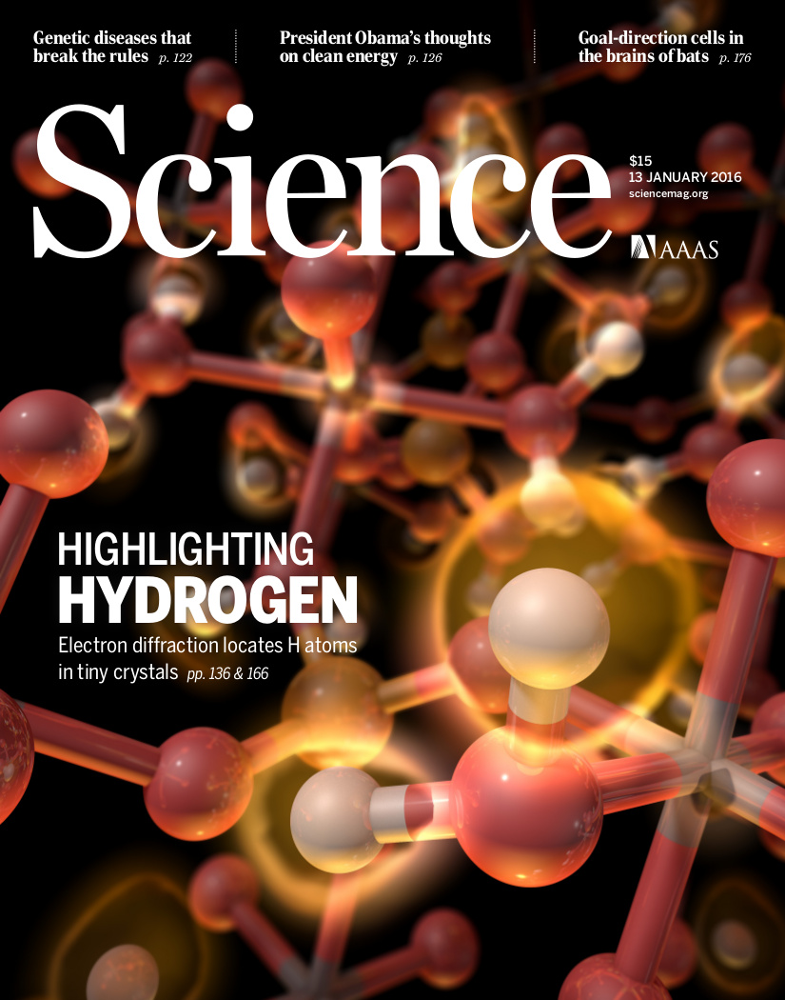 Genetic diseases that
break the rules p. 122
President Obama's thoughts
on clean energy p. 126
Goal-direction cells in
the brains of bats p. 176
Science
$15
13 JANUARY 2016
sciencemag.org
AAAS
HIGHLIGHTING
HYDROGEN
Electron diffraction locates H atoms
in tiny crystals pp. 136 & 166